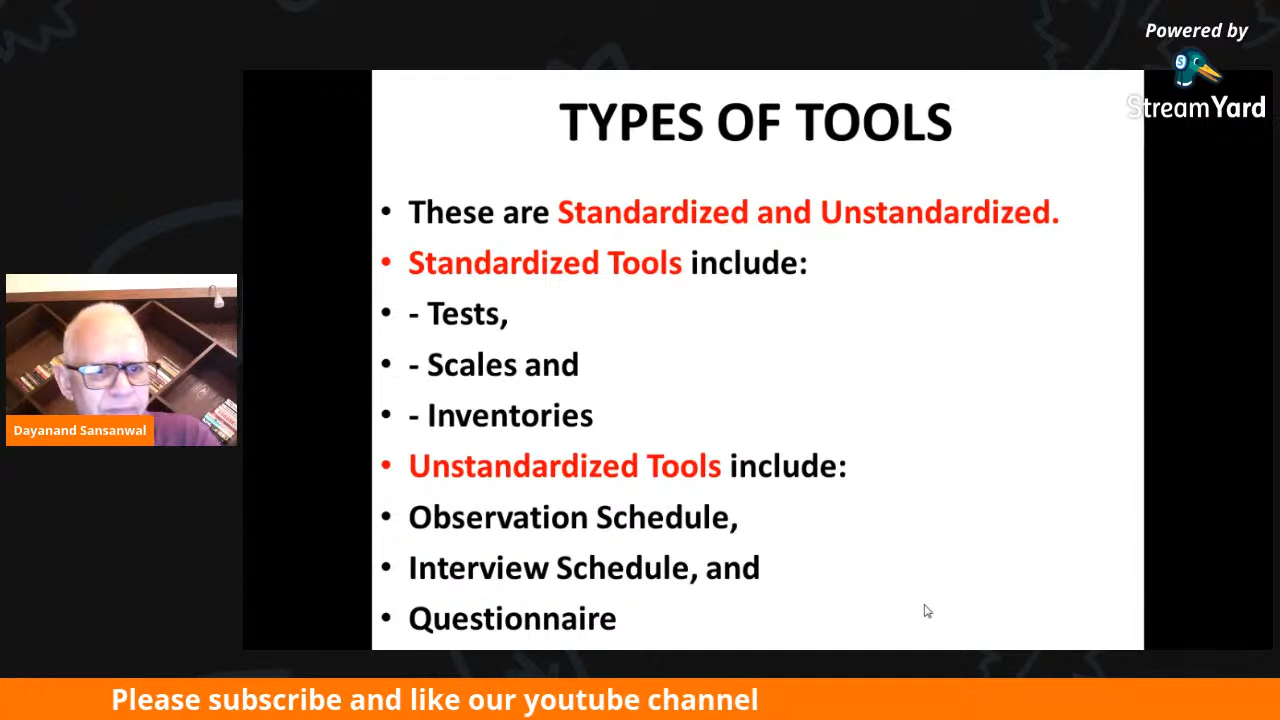 Powered by
StreamYard
TYPES OF TOOLS
• These are Standardized and Unstandardized.
• Standardized Tools include:
• - Tests,
• - Scales and
• - Inventories
• Unstandardized Tools include:
• Observation Schedule,
• Interview Schedule, and
• Questionnaire
Dayanand Sansanwal
Please subscribe and like our youtube channel